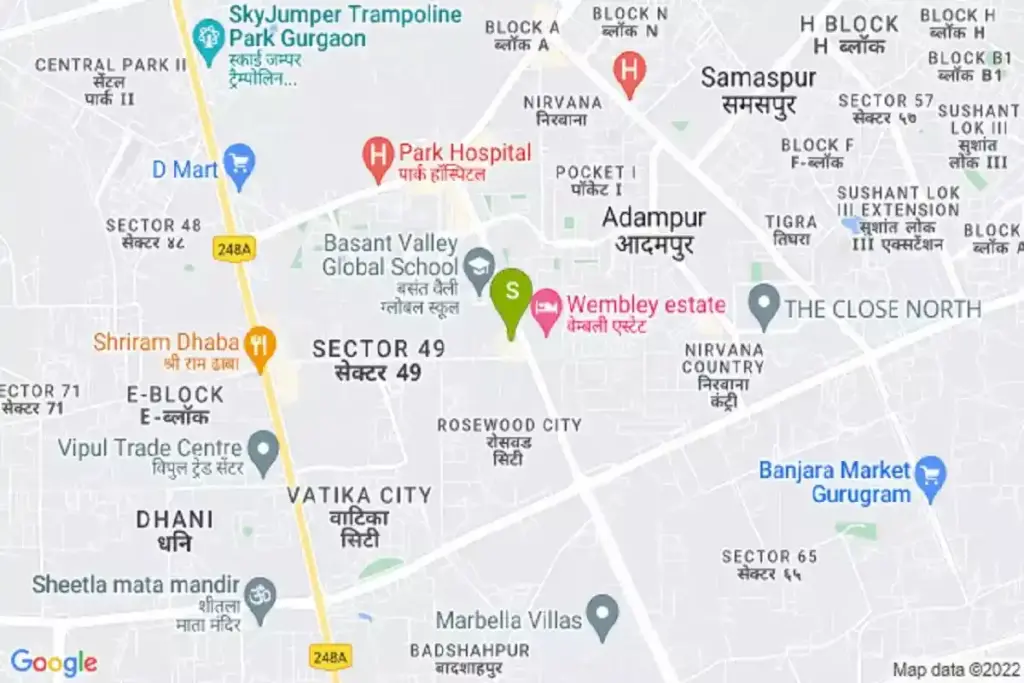 SkyJumper Trampoline
Park Gurgaon
स्काई जम्पर
ट्रैम्पोलिन...
CENTRAL PARK II
सेंटल
पार्क II
BLOCK A
ब्लॉक A
BLOCK N
ब्लॉक N
H BLOCK
H ब्लॉक
BLOCK H
ब्लॉक H
BLOCK B1
ब्लॉक B1
Samaspur
समसपुर
NIRVANA
निरवाना
SECTOR 57
सेक्टर ५७
SUSHANT
LOK III
सुशांत
लोक III
BLOCK F
F-ब्लॉक
H
H
Park Hospital
पार्क हॉस्पिटल
D Mart
POCKET I
पॉकेट I
SUSHANT LOK
III EXTENSION
सुशांत लोक
III एक्सटेंशन
SECTOR 48
सेक्टर ४८
Adampur
आदमपुर
TIGRA
तिघरा
BLOCK
ब्लॉक A
248A
Basant Valley
Global School
बसंत वैली
ग्लोबल स्कूल
S
Wembley estate
वेम्बली एस्टेट
THE CLOSE NORTH
Shriram Dhaba
श्री राम ढाबा
SECTOR 49
सेक्टर 49
NIRVANA
COUNTRY
निरवाना
कंट्री
ECTOR 71
सेक्टर 71
E-BLOCK
E-ब्लॉक
ROSEWOOD CITY
रोसवड
सिटी
Vipul Trade Centre
विपुल ट्रेड सेंटर
Banjara Market
Gurugram
VATIKA CITY
वाटिका
सिटी
DHANI
धनि
SECTOR 65
सेक्टर ६५
Sheetla mata mandir
शीतला
माता मंदिर
ॐ
Marbella Villas
BADSHAHPUR
बादशाहपुर
248A
Google
Map data ©2022